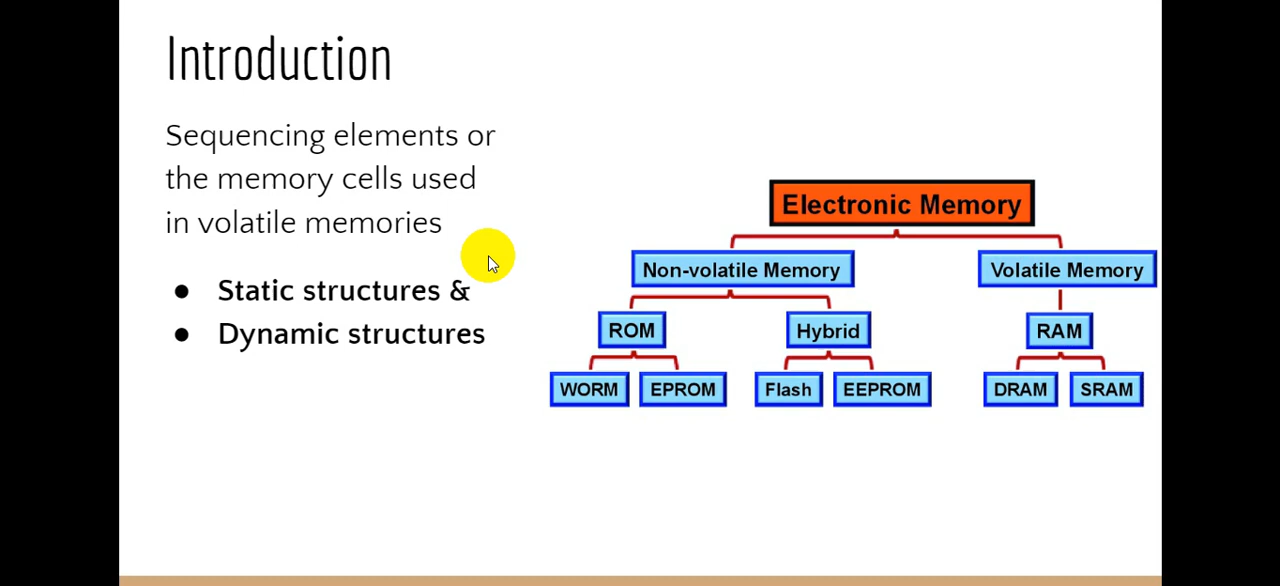 Introduction
Sequencing elements or
the memory cells used
in volatile memories
● Static structures &
● Dynamic structures
Electronic Memory
Non-volatile Memory
Volatile Memory
ROM
Hybrid
RAM
WORM
EPROM
Flash
EEPROM
DRAM
SRAM